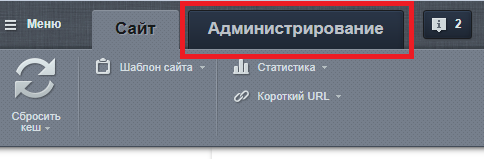 Меню
Сайт
Администрирование
2
Шаблон сайта
Статистика
Сбросить
кеш
Короткий URL